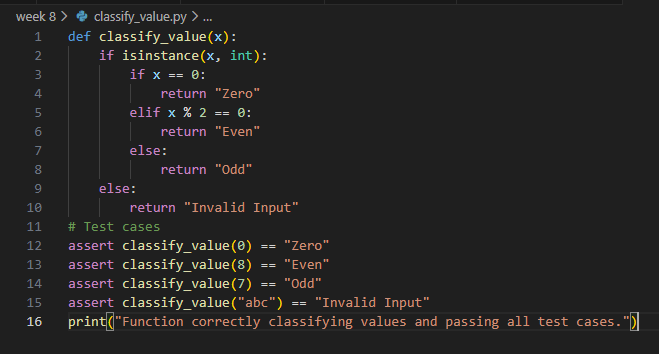 week 8 > classify_value.py > ...
1 def classify_value(x):
2     if isinstance(x, int):
3         if x == 0:
4             return "Zero"
5         elif x % 2 == 0:
6             return "Even"
7         else:
8             return "Odd"
9     else:
10         return "Invalid Input"
11 # Test cases
12 assert classify_value(0) == "Zero"
13 assert classify_value(8) == "Even"
14 assert classify_value(7) == "Odd"
15 assert classify_value("abc") == "Invalid Input"
16 print("Function correctly classifying values and passing all test cases.")